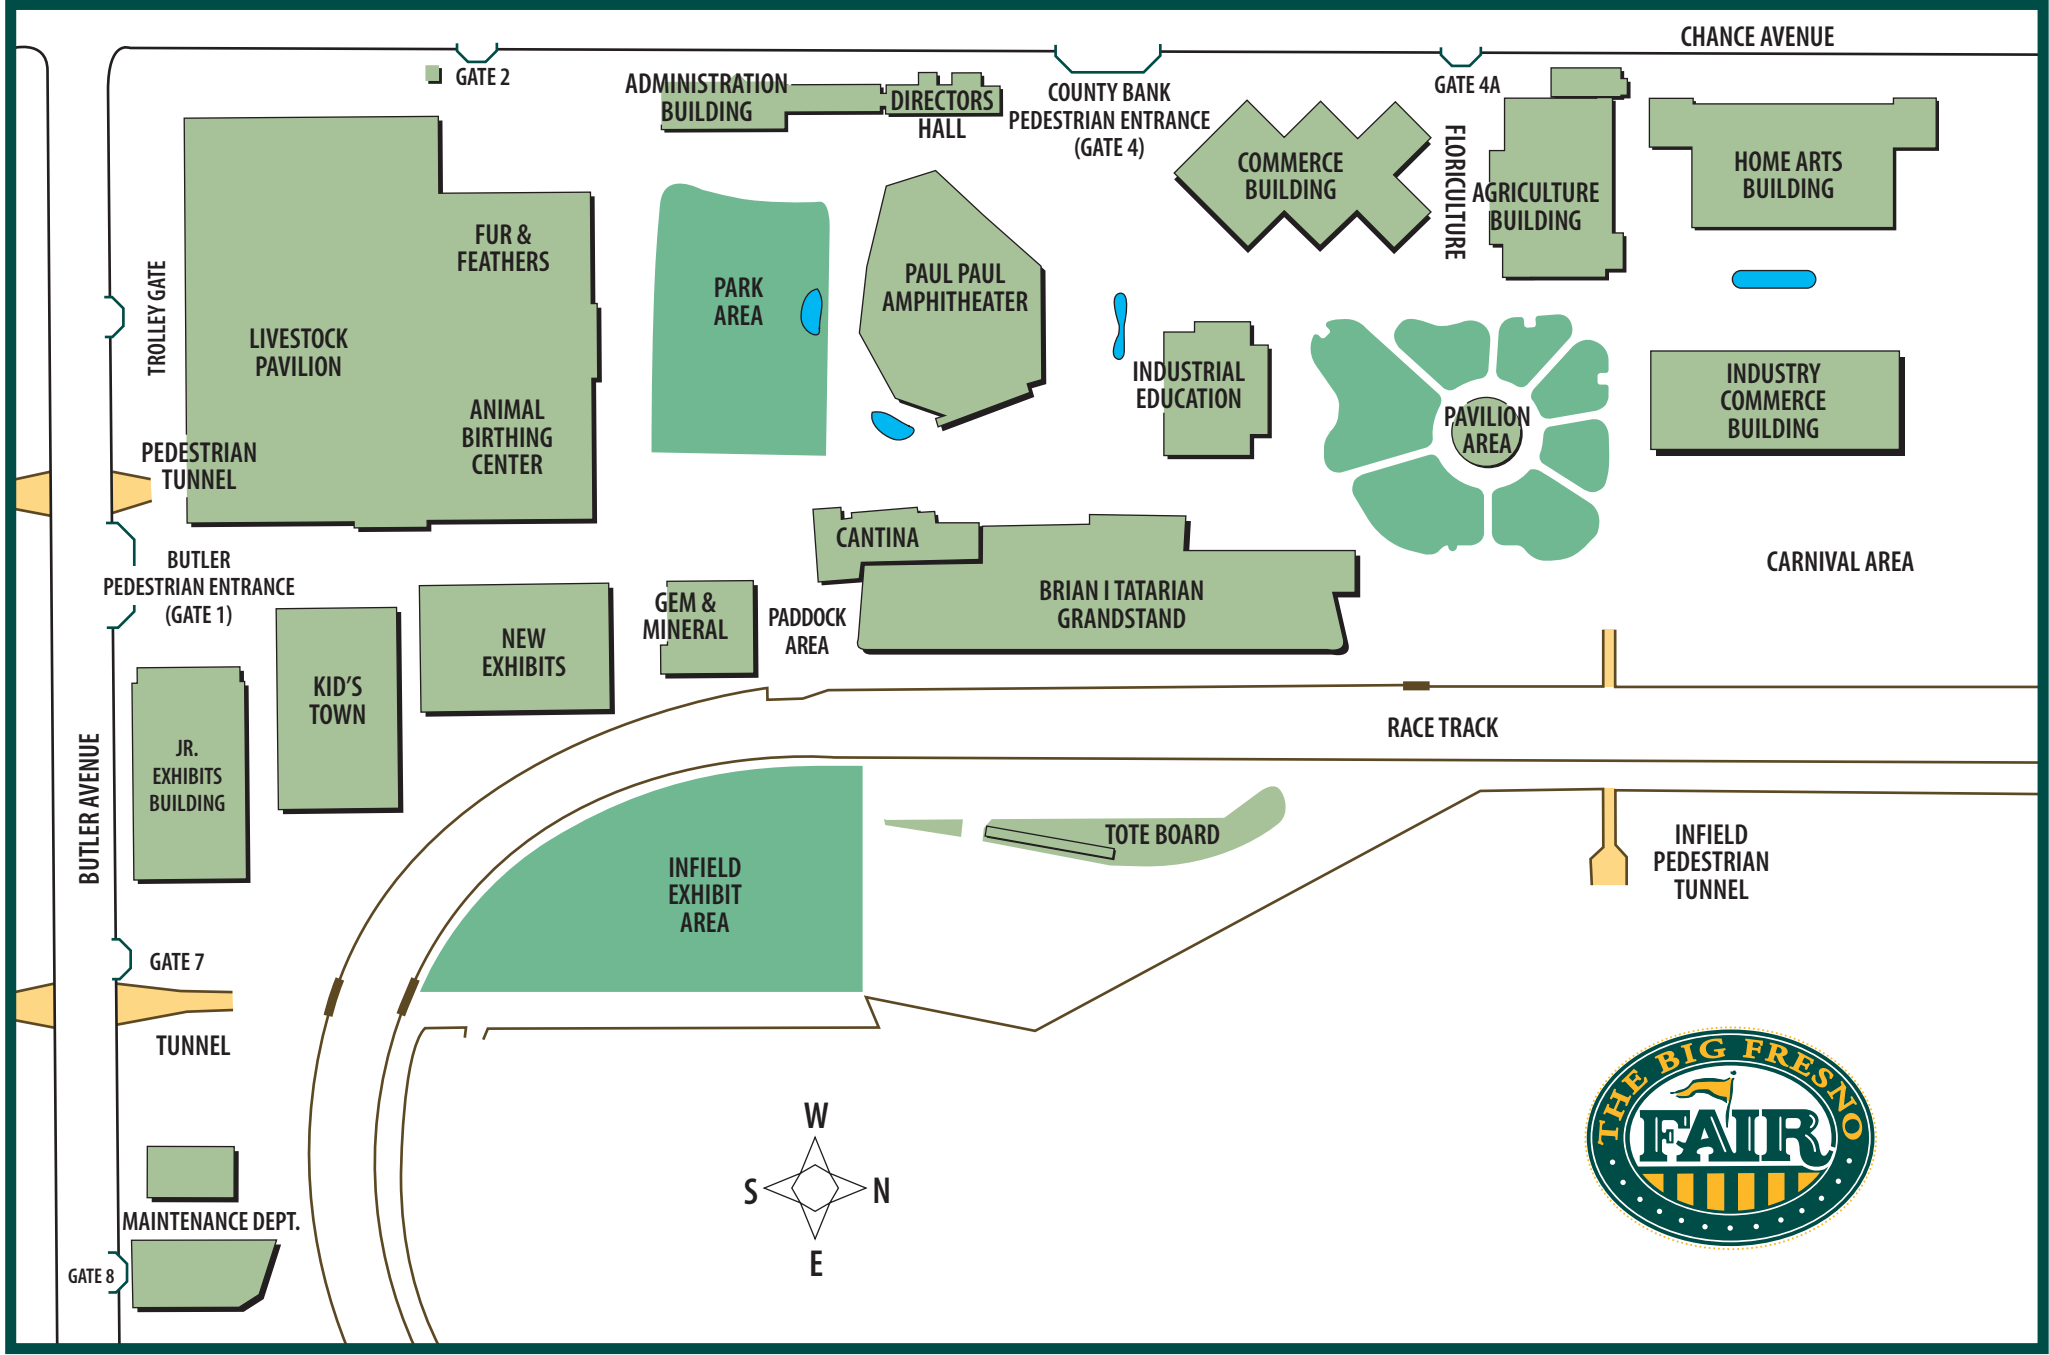 CHANCE AVENUE
GATE 2
ADMINISTRATION
BUILDING
DIRECTORS
HALL
COUNTY BANK
PEDESTRIAN ENTRANCE
(GATE 4)
GATE 4A
COMMERCE
BUILDING
FLORICULTURE
AGRICULTURE
BUILDING
HOME ARTS
BUILDING
TROLLEY GATE
LIVESTOCK
PAVILION
FUR &
FEATHERS
ANIMAL
BIRTHING
CENTER
PARK
AREA
PAUL PAUL
AMPHITHEATER
INDUSTRIAL
EDUCATION
PAVILION
AREA
INDUSTRY
COMMERCE
BUILDING
PEDESTRIAN
TUNNEL
BUTLER
PEDESTRIAN ENTRANCE
(GATE 1)
CANTINA
BRIAN I TATARIAN
GRANDSTAND
CARNIVAL AREA
GEM &
MINERAL
PADDOCK
AREA
NEW
EXHIBITS
KID'S
TOWN
JR.
EXHIBITS
BUILDING
BUTLER AVENUE
RACE TRACK
TOTE BOARD
INFIELD
PEDESTRIAN
TUNNEL
INFIELD
EXHIBIT
AREA
GATE 7
TUNNEL
MAINTENANCE DEPT.
GATE 8
W
S
N
E
THE BIG FRESNO
FAIR